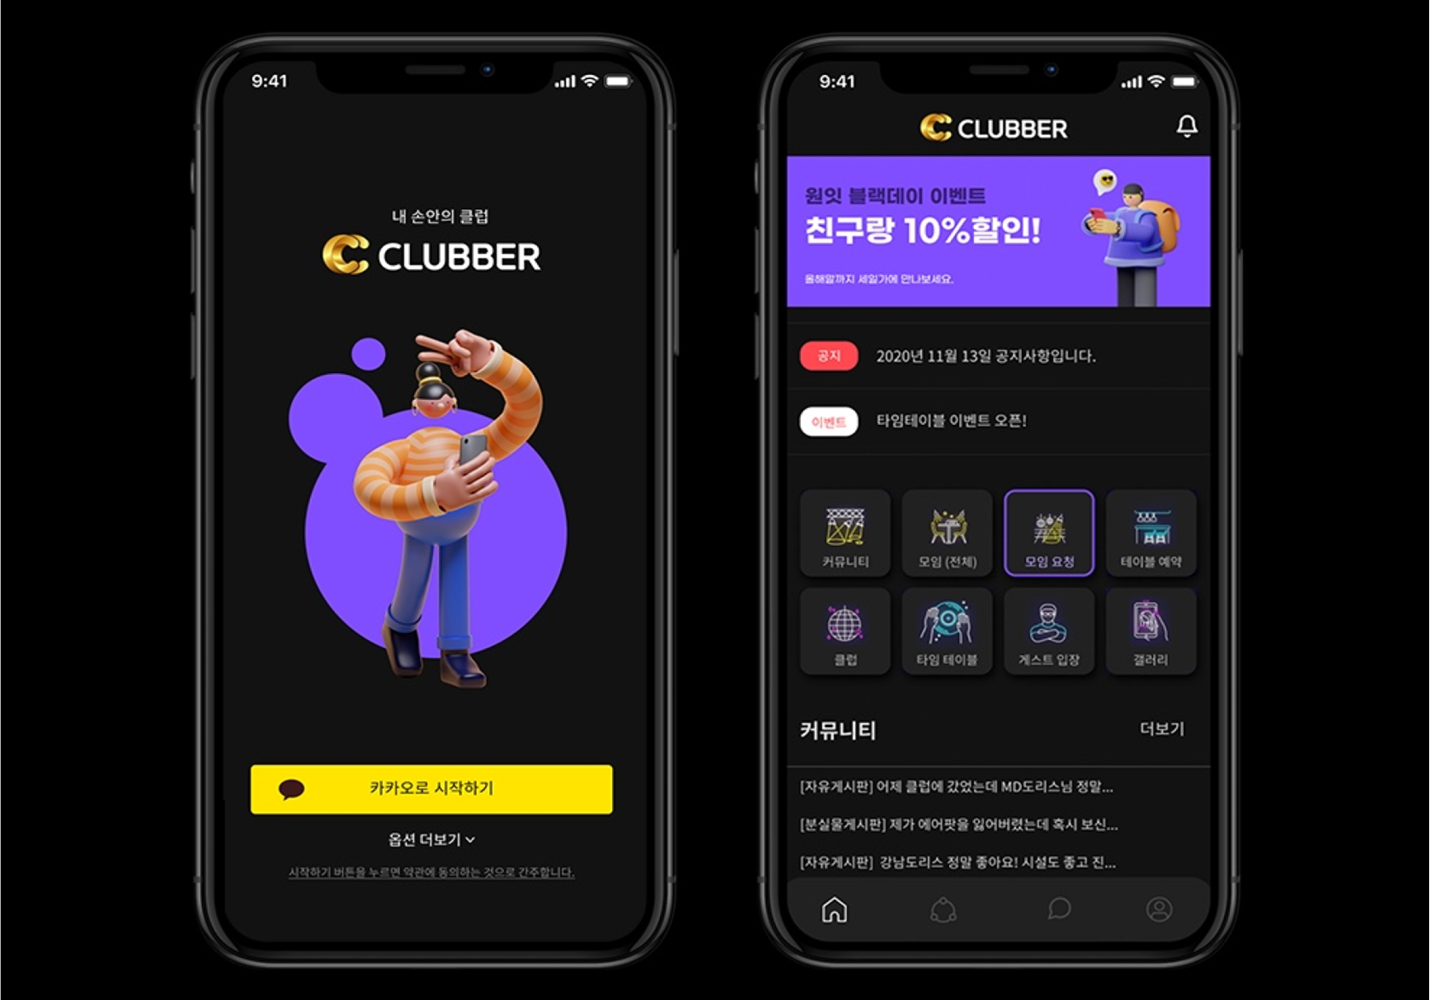 9:41
내 손안의 클럽
CLUBBER
카카오로 시작하기
옵션 더보기
시작하기 버튼을 누르면 약관에 동의하는 것으로 간주합니다.
9:41
CLUBBER
원잇 블랙데이 이벤트
친구랑 10%할인!
올해말까지 세일가에 만나보세요.
공지 2020년 11월 13일 공지사항입니다.
이벤트 타임테이블 이벤트 오픈!
커뮤니티 모임 (전체) 모임 요청 테이블 예약
클럽 타임 테이블 게스트 입장 갤러리
커뮤니티 더보기
[자유게시판] 어제 클럽에 갔었는데 MD도리스님 정말...
[분실물게시판] 제가 에어팟을 잃어버렸는데 혹시 보신...
[자유게시판] 강남도리스 정말 좋아요! 시설도 좋고 진...